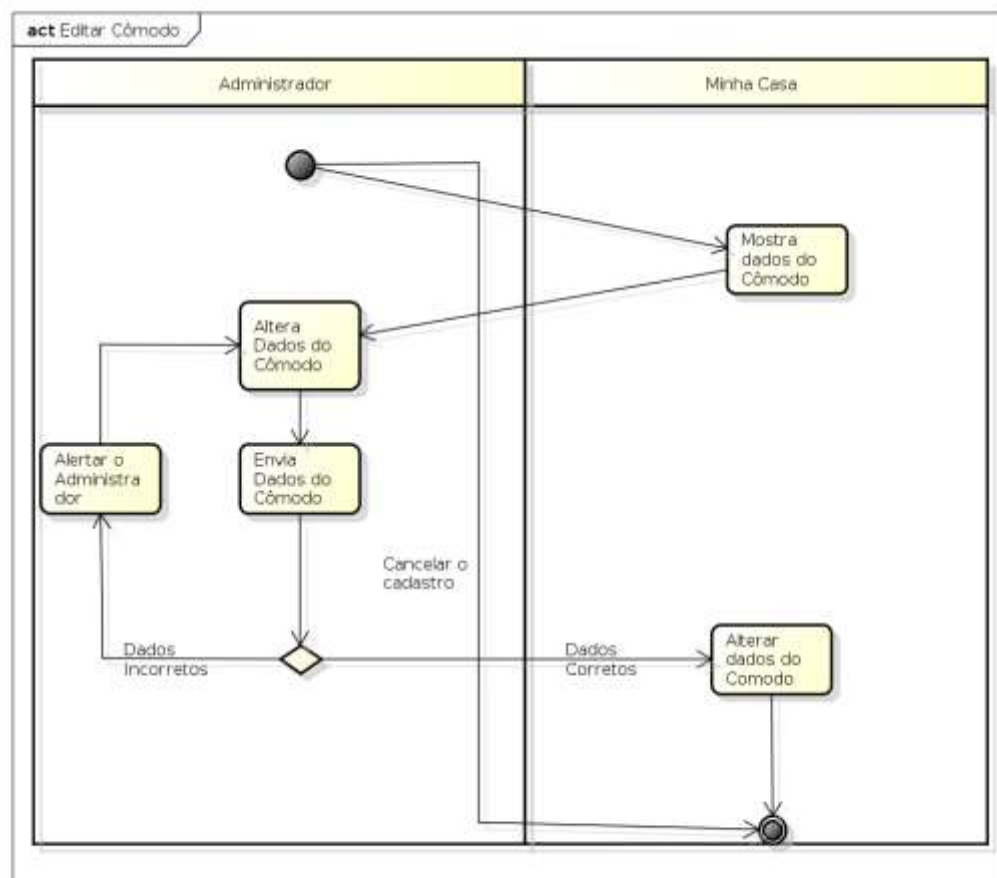 act Editar Cômodo
Administrador
Minha Casa
Mostra
dados do
Cômodo
Altera
Dados do
Cômodo
Alertar o
Administra
dor
Envia
Dados do
Cômodo
Cancelar o
cadastro
Dados
Incorretos
Dados
Corretos
Alterar
dados do
Comodo